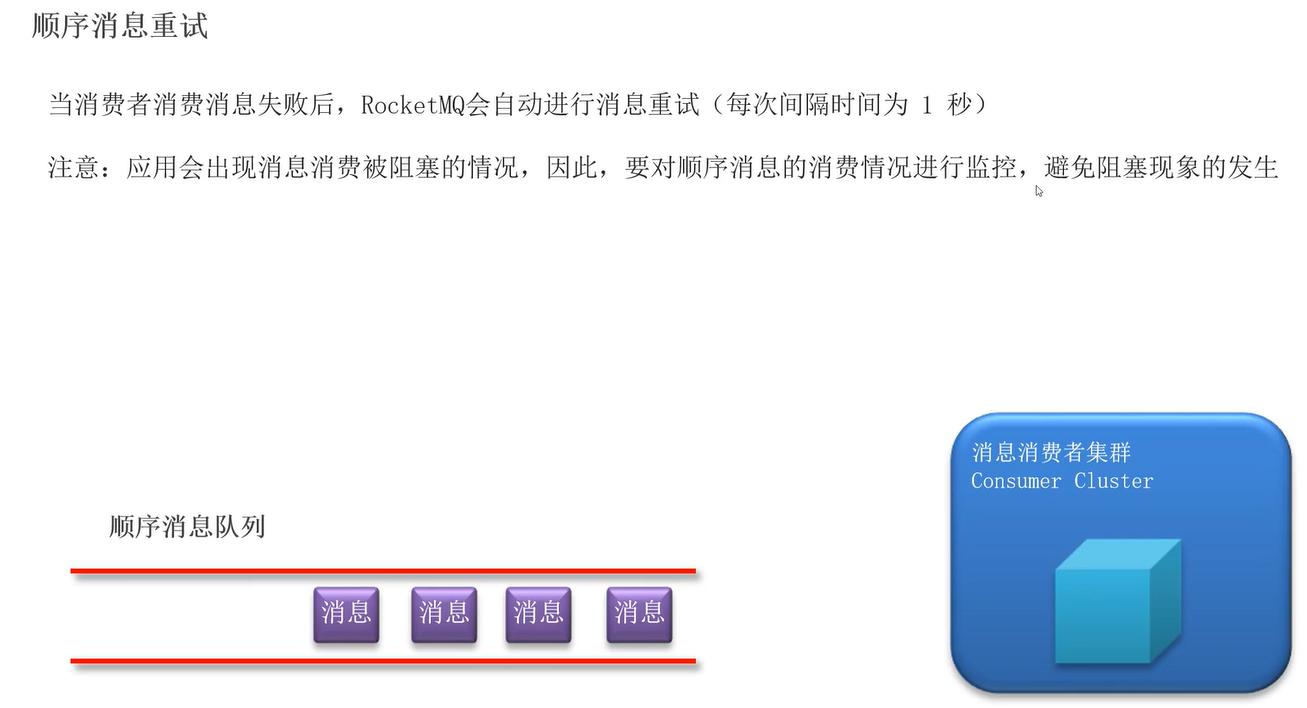 顺序消息重试
当消费者消费消息失败后，RocketMQ会自动进行消息重试（每次间隔时间为 1 秒）
注意：应用会出现消息消费被阻塞的情况，因此，要对顺序消息的消费情况进行监控，避免阻塞现象的发生
消息消费者集群
Consumer Cluster
顺序消息队列
消息 消息 消息 消息